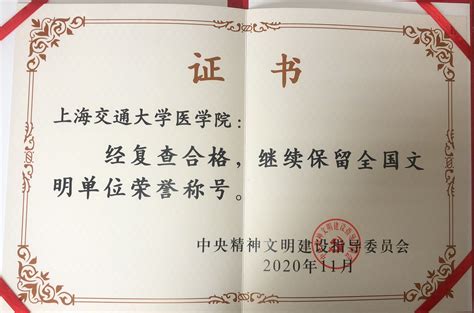 证书
上海交通大学医学院：
经复查合格，继续保留全国文
明单位荣誉称号。
中央精神文明建设指导委员会
2020年11月